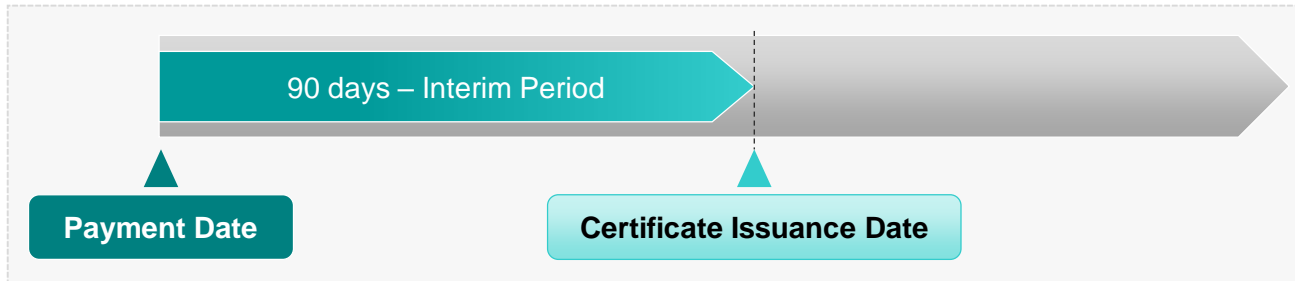 90 days – Interim Period
Payment Date
Certificate Issuance Date